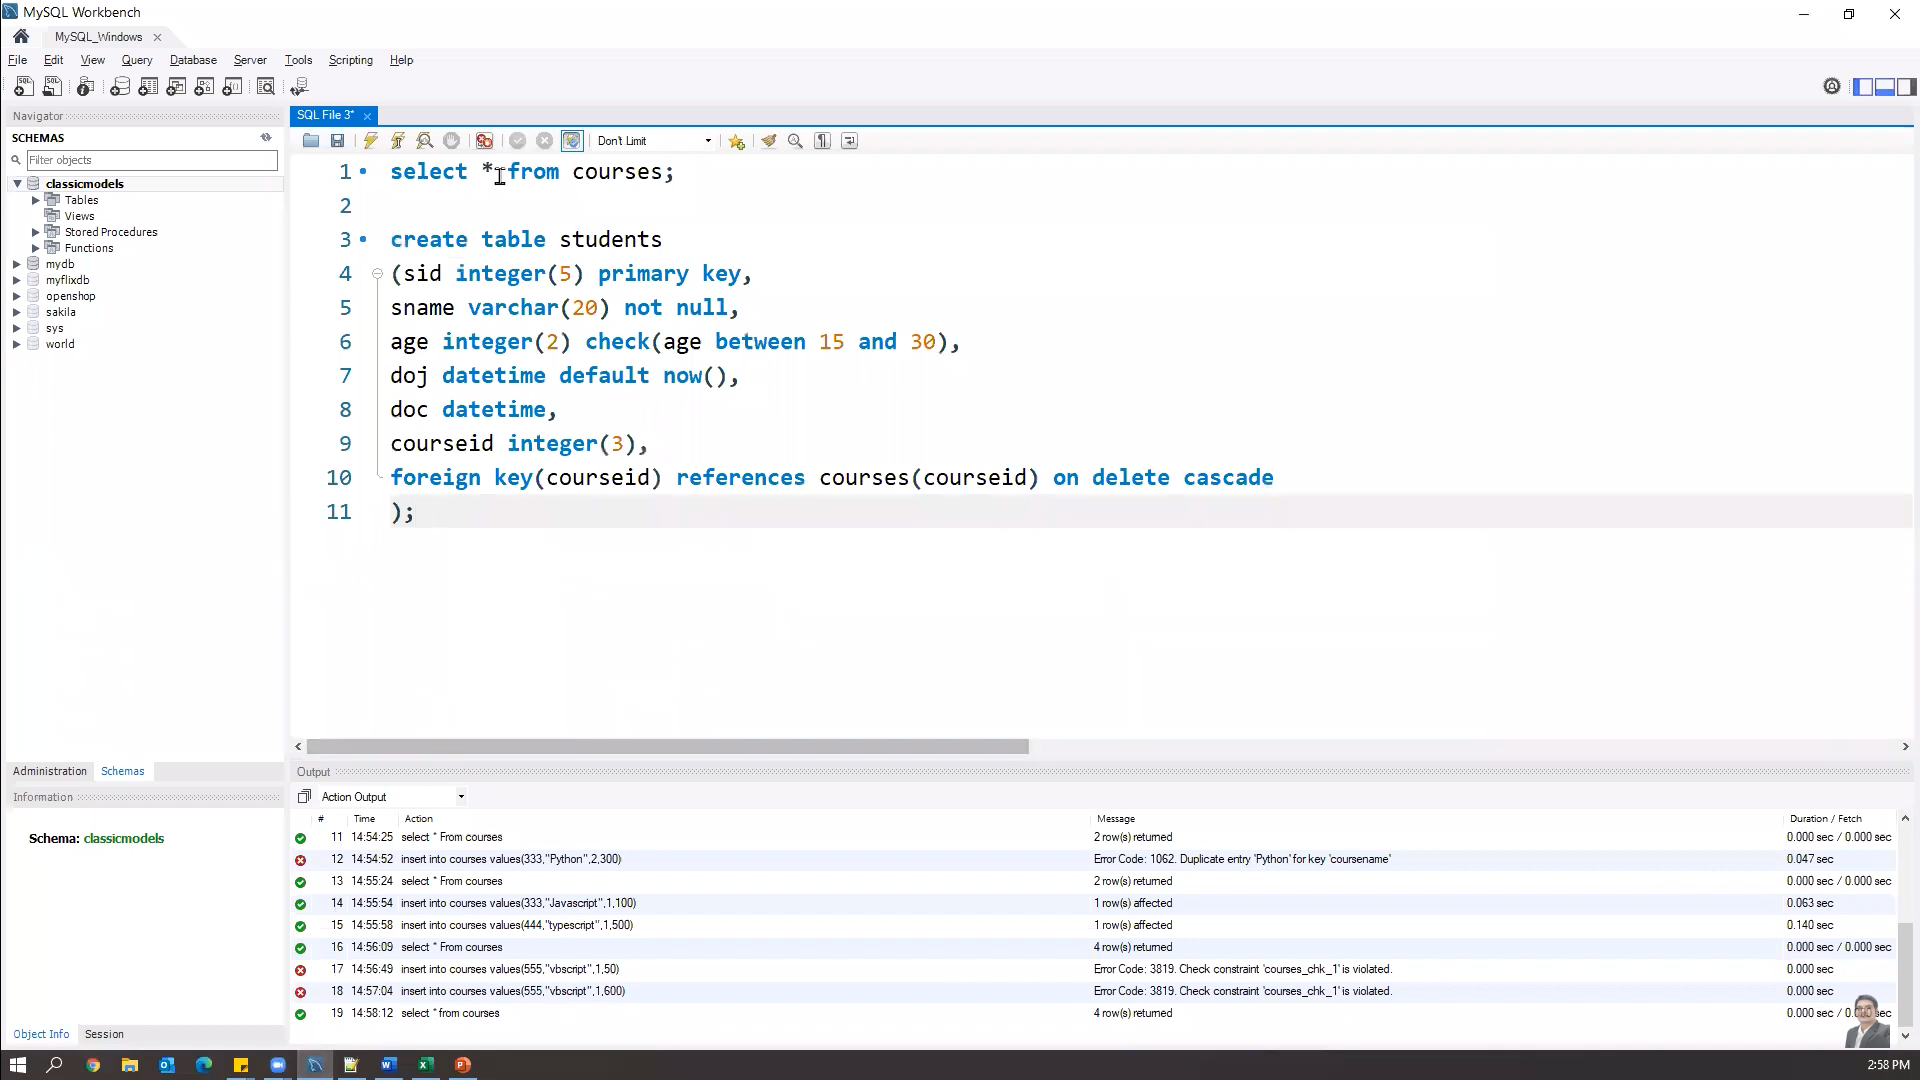 MySQL Workbench
MySQL_Windows
File Edit View Query Database Server Tools Scripting Help
Navigator
SCHEMAS
Filter objects
classicmodels
Tables
Views
Stored Procedures
Functions
mydb
myflixdb
openshop
sakila
sys
world
Administration Schemas
Information
Schema: classicmodels
Object Info Session
SQL File 3*
Don't Limit
1 select * from courses;
2
3 create table students
4 (sid integer(5) primary key,
5 sname varchar(20) not null,
6 age integer(2) check(age between 15 and 30),
7 doj datetime default now(),
8 doc datetime,
9 courseid integer(3),
10 foreign key(courseid) references courses(courseid) on delete cascade
11 );
Output
Action Output
# Time Action Message Duration / Fetch
11 14:54:25 select * From courses 2 row(s) returned 0.000 sec / 0.000 sec
12 14:54:52 insert into courses values(333,"Python",2,300) Error Code: 1062. Duplicate entry 'Python' for key 'coursename' 0.047 sec
13 14:55:24 select * From courses 2 row(s) returned 0.000 sec / 0.000 sec
14 14:55:54 insert into courses values(333,"Javascript",1,100) 1 row(s) affected 0.063 sec
15 14:55:58 insert into courses values(444,"typescript",1,500) 1 row(s) affected 0.140 sec
16 14:56:09 select * From courses 4 row(s) returned 0.000 sec / 0.000 sec
17 14:56:49 insert into courses values(555,"vbscript",1,50) Error Code: 3819. Check constraint 'courses_chk_1' is violated. 0.000 sec
18 14:57:04 insert into courses values(555,"vbscript",1,600) Error Code: 3819. Check constraint 'courses_chk_1' is violated. 0.000 sec
19 14:58:12 select * from courses 4 row(s) returned 0.000 sec / 0.000 sec
2:58 PM